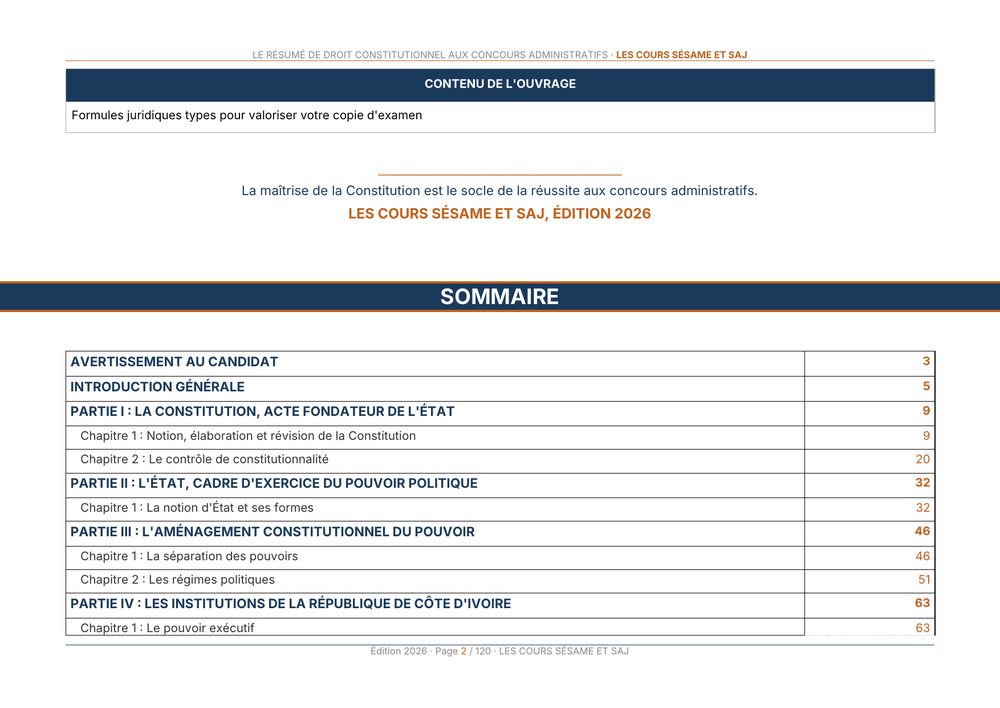 LE RÉSUMÉ DE DROIT CONSTITUTIONNEL AUX CONCOURS ADMINISTRATIFS · LES COURS SÉSAME ET SAJ
CONTENU DE L'OUVRAGE
Formules juridiques types pour valoriser votre copie d'examen
La maîtrise de la Constitution est le socle de la réussite aux concours administratifs.
LES COURS SÉSAME ET SAJ, ÉDITION 2026
SOMMAIRE
AVERTISSEMENT AU CANDIDAT 3
INTRODUCTION GÉNÉRALE 5
PARTIE I : LA CONSTITUTION, ACTE FONDATEUR DE L'ÉTAT 9
Chapitre 1 : Notion, élaboration et révision de la Constitution 9
Chapitre 2 : Le contrôle de constitutionnalité 20
PARTIE II : L'ÉTAT, CADRE D'EXERCICE DU POUVOIR POLITIQUE 32
Chapitre 1 : La notion d'État et ses formes 32
PARTIE III : L'AMÉNAGEMENT CONSTITUTIONNEL DU POUVOIR 46
Chapitre 1 : La séparation des pouvoirs 46
Chapitre 2 : Les régimes politiques 51
PARTIE IV : LES INSTITUTIONS DE LA RÉPUBLIQUE DE CÔTE D'IVOIRE 63
Chapitre 1 : Le pouvoir exécutif 63
Édition 2026 · Page 2 / 120 · LES COURS SÉSAME ET SAJ